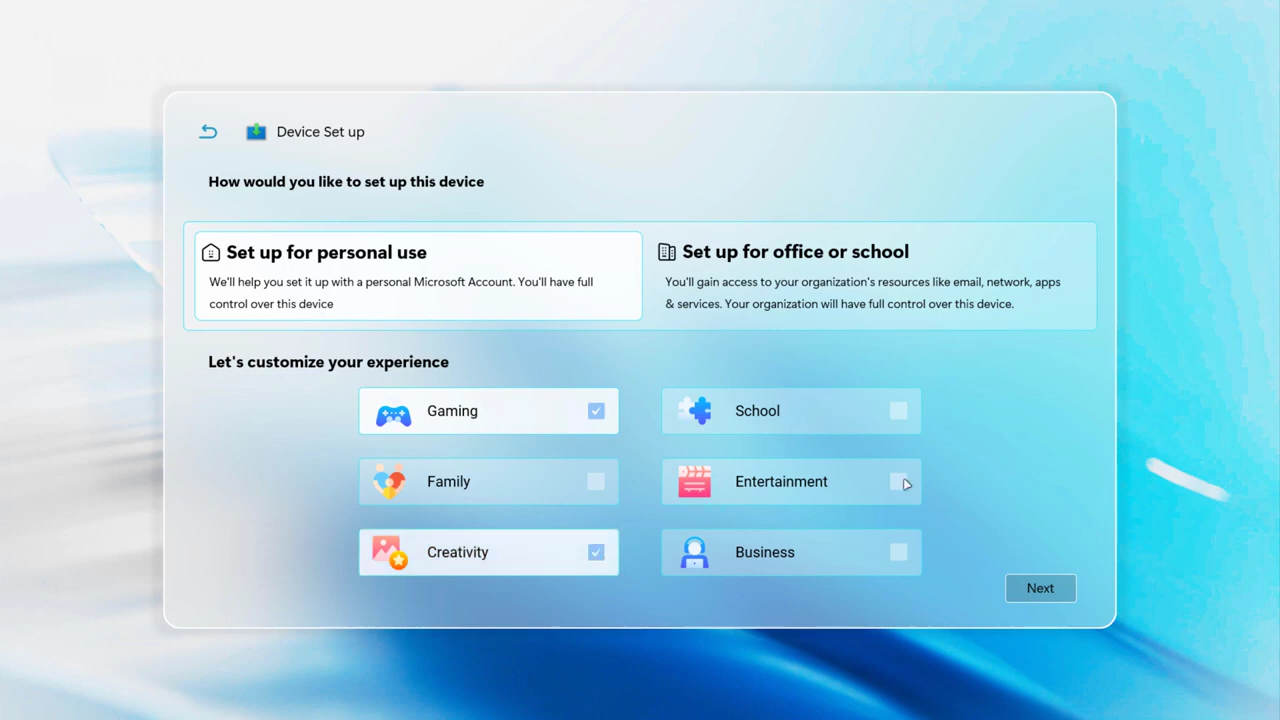 Device Set up
How would you like to set up this device
Set up for personal use
We'll help you set it up with a personal Microsoft Account. You'll have full
control over this device
Set up for office or school
You'll gain access to your organization's resources like email, network, apps
& services. Your organization will have full control over this device.
Let's customize your experience
Gaming
School
Family
Entertainment
Creativity
Business
Next